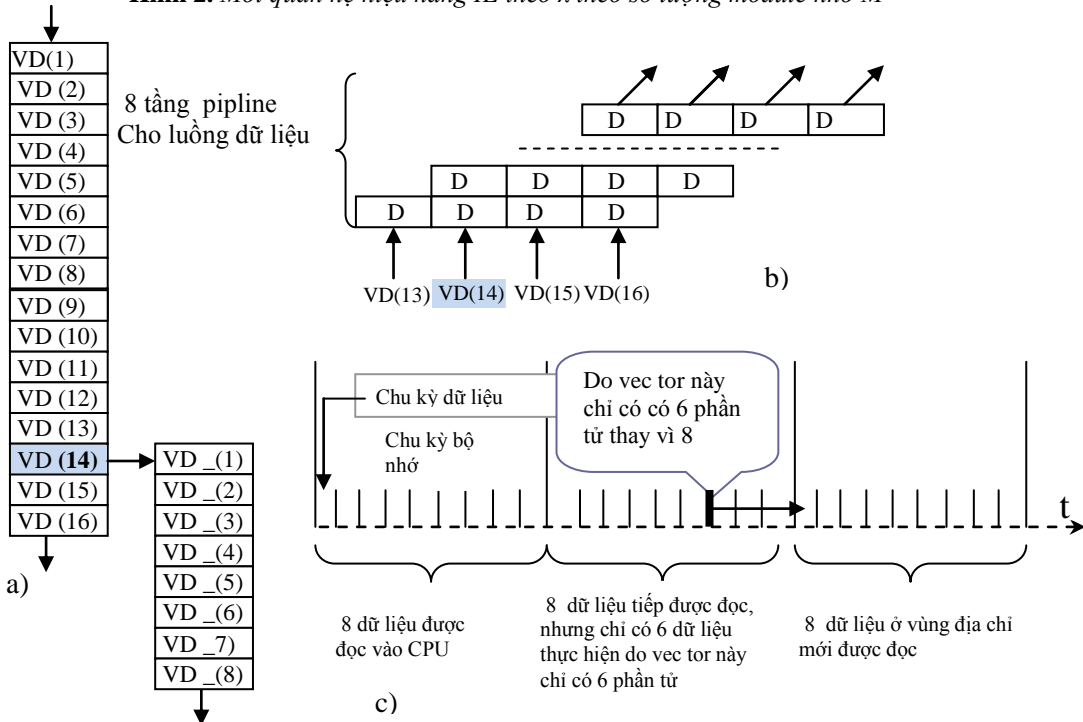 Hình 2. Mối quan hệ hiệu năng IE theo λ theo số lượng module nhớ M
VD(1)
VD (2)
VD (3)
VD (4)
VD (5)
VD (6)
VD (7)
VD (8)
VD (9)
VD (10)
VD (11)
VD (12)
VD (13)
VD (14)
VD (15)
VD (16)
a)
VD _(1)
VD _(2)
VD _(3)
VD _(4)
VD _(5)
VD _(6)
VD _7)
VD _(8)
8 tầng pipline
Cho luồng dữ liệu
D D D D
D D D D
D D D D
VD(13) VD(14) VD(15) VD(16)
b)
Chu kỳ dữ liệu
Chu kỳ bộ
nhớ
Do vec tor này
chỉ có có 6 phần
tử thay vì 8
t
8 dữ liệu được
đọc vào CPU
8 dữ liệu tiếp được đọc,
nhưng chỉ có 6 dữ liệu
thực hiện do vec tor này
chỉ có 6 phần tử
8 dữ liệu ở vùng địa chỉ
mới được đọc
c)